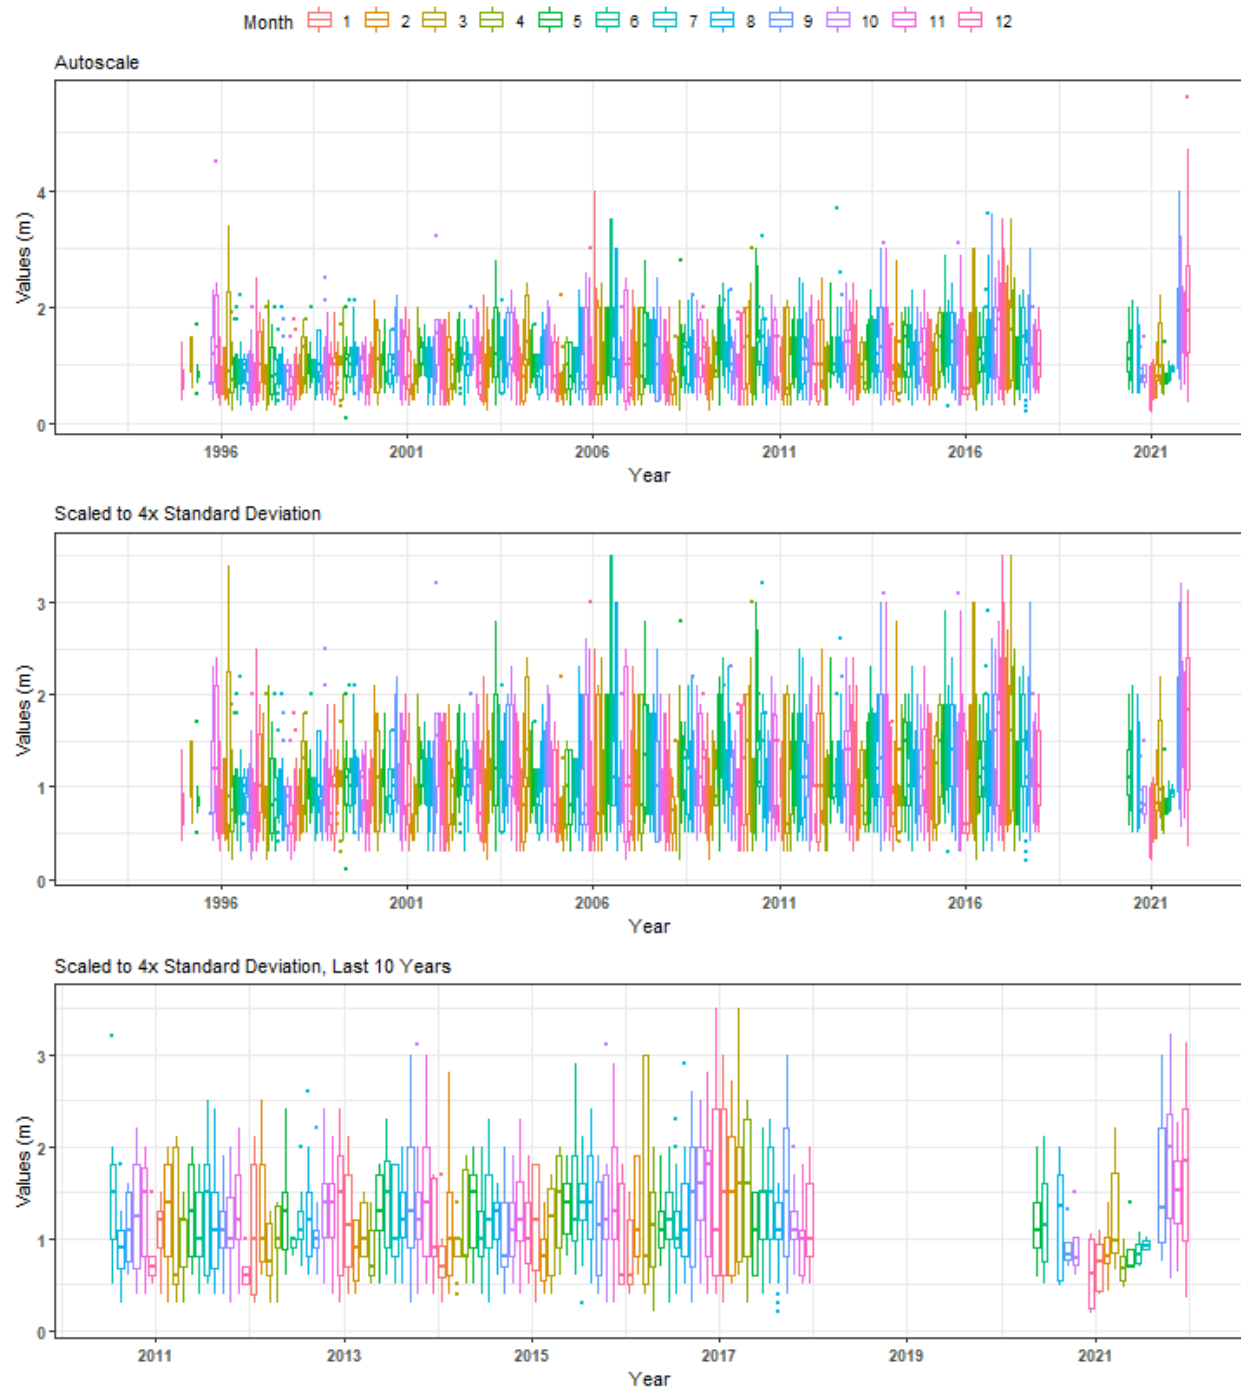 Month 1 2 3 4 5 6 7 8 9 10 11 12
Autoscale
Values (m)
4
2
0
1996 2001 2006 2011 2016 2021
Year
Scaled to 4x Standard Deviation
Values (m)
3
2
1
0
1996 2001 2006 2011 2016 2021
Year
Scaled to 4x Standard Deviation, Last 10 Years
Values (m)
3
2
1
0
2011 2013 2015 2017 2019 2021
Year